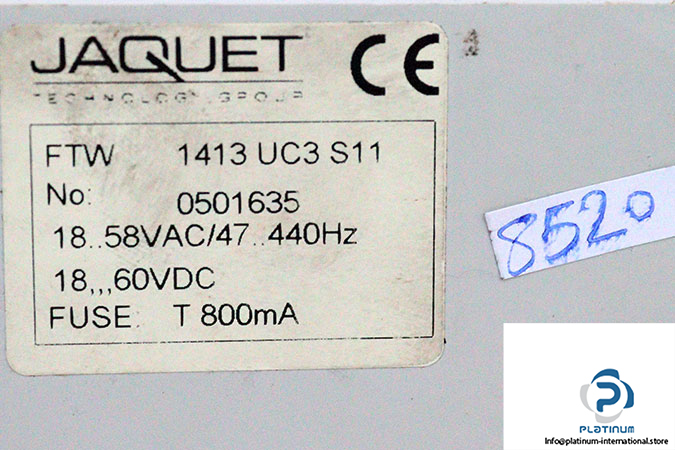 JAQUET
TECHNOLOGY GROUP
CE
FTW 1413 UC3 S11
No: 0501635
18..58VAC/47..440Hz
18,,,60VDC
FUSE: T 800mA
8520
PLATINUM
Info@platinum-international.store